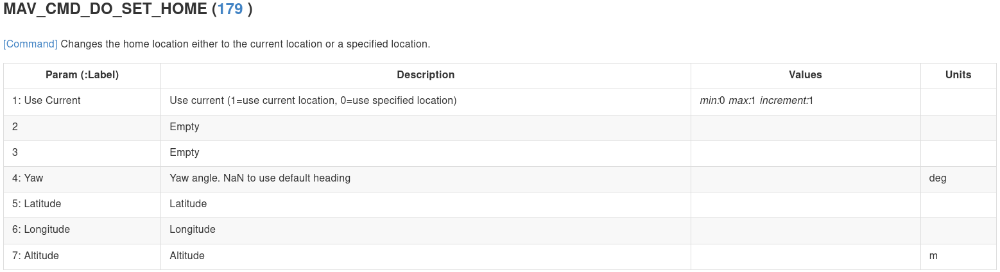 MAV_CMD_DO_SET_HOME (179 )
[Command] Changes the home location either to the current location or a specified location.
Param (:Label) Description Values Units
1: Use Current Use current (1=use current location, 0=use specified location) min:0 max:1 increment:1
2 Empty
3 Empty
4: Yaw Yaw angle. NaN to use default heading deg
5: Latitude Latitude
6: Longitude Longitude
7: Altitude Altitude m